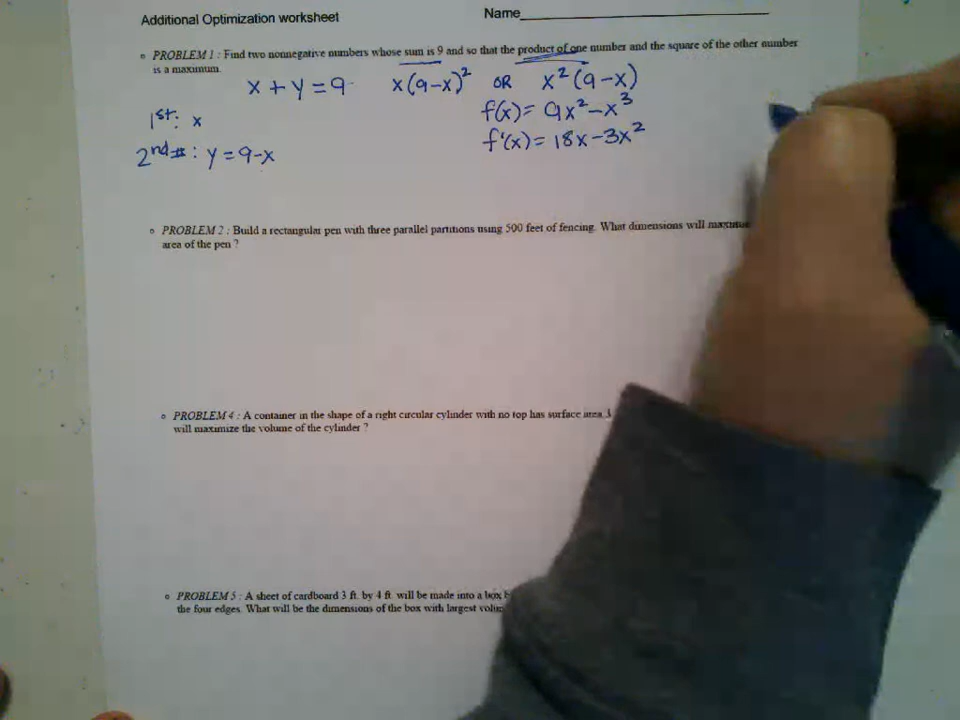 Additional Optimization worksheet Name
PROBLEM 1 : Find two nonnegative numbers whose sum is 9 and so that the product of one number and the square of the other number
is a maximum.
x + y = 9 x(9-x)² OR x²(9-x)
1st: x f(x) = 9x² - x³
2nd #: y = 9-x f'(x) = 18x - 3x²
PROBLEM 2 : Build a rectangular pen with three parallel partitions using 500 feet of fencing. What dimensions will
area of the pen ?
PROBLEM 4 : A container in the shape of a right circular cylinder with no top has surface area
will maximize the volume of the cylinder ?
PROBLEM 5 : A sheet of cardboard 3 ft. by 4 ft. will be made into a box
the four edges. What will be the dimensions of the box with largest